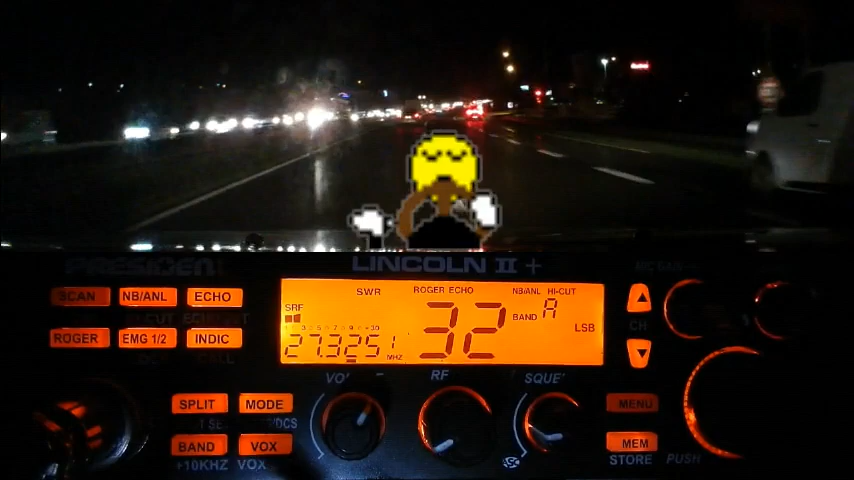 PRESIDENT
LINCOLN II +
SCAN NB/ANL ECHO
SWR ROGER ECHO NB/ANL HI-CUT
SRF
32 BAND A
LSB
27.3251 MHZ
CH
ROGER EMG 1/2 INDIC
RF
SPLIT MODE
MENU
BAND VOX
MEM
+10KHZ VOX
STORE PUSH